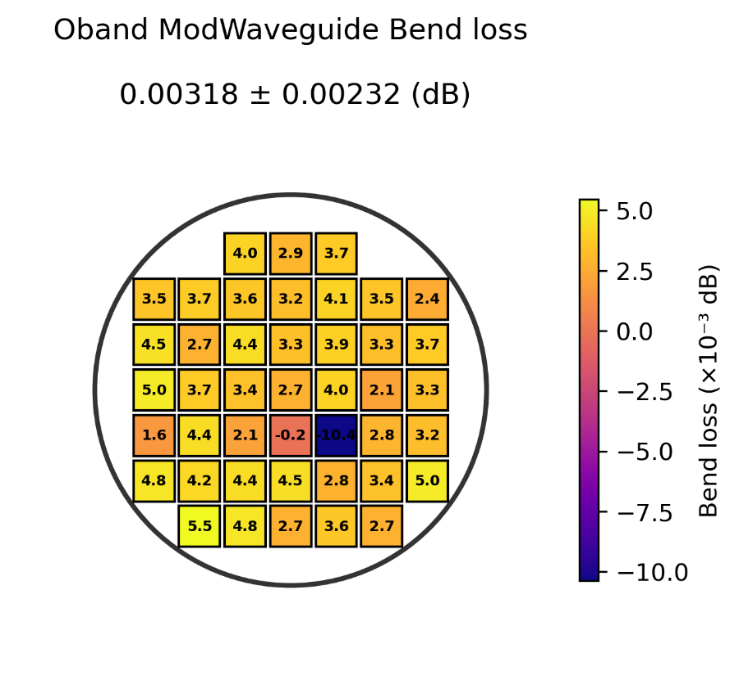 Oband ModWaveguide Bend loss
0.00318 ± 0.00232 (dB)
4.0 2.9 3.7
3.5 3.7 3.6 3.2 4.1 3.5 2.4
4.5 2.7 4.4 3.3 3.9 3.3 3.7
5.0 3.7 3.4 2.7 4.0 2.1 3.3
1.6 4.4 2.1 -0.2 -10.4 2.8 3.2
4.8 4.2 4.4 4.5 2.8 3.4 5.0
5.5 4.8 2.7 3.6 2.7
5.0
2.5
0.0
−2.5
−5.0
−7.5
−10.0
Bend loss (×10⁻³ dB)